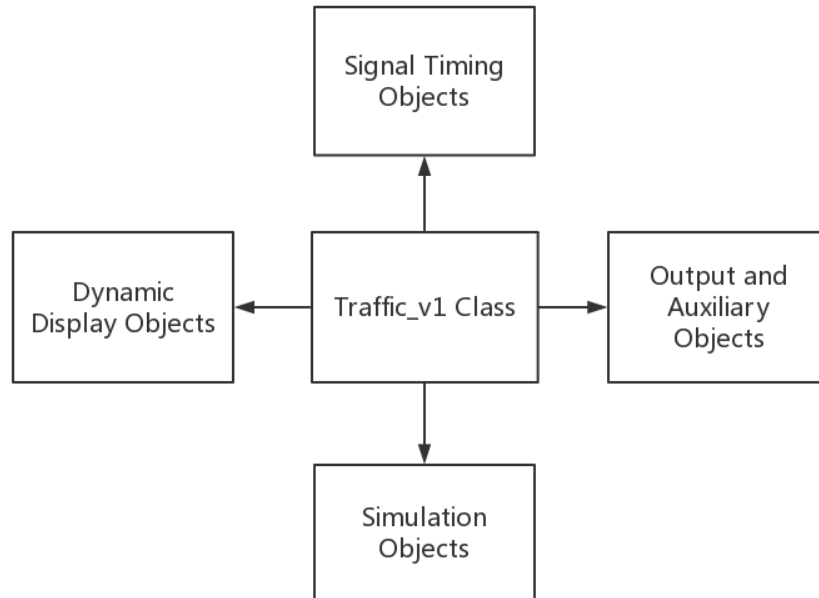 Signal Timing
Objects
Dynamic
Display Objects
Traffic_v1 Class
Output and
Auxiliary
Objects
Simulation
Objects